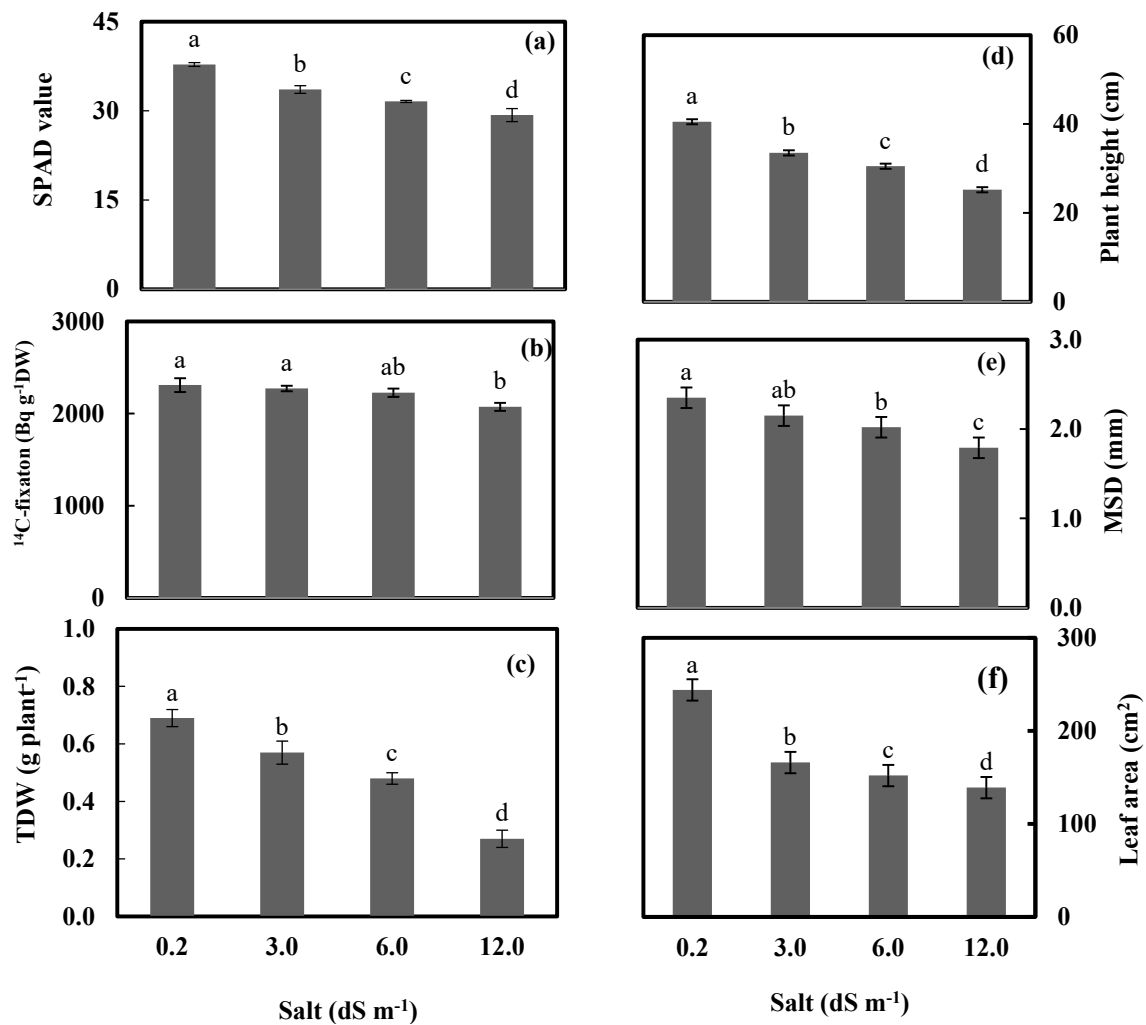 45
30
15
0
SPAD value
a
b
c
d
(a)
60
40
20
0
Plant height (cm)
a
b
c
d
(d)
3000
2000
1000
0
¹⁴C-fixaton (Bq g⁻¹DW)
a
a
ab
b
(b)
3.0
2.0
1.0
0.0
MSD (mm)
a
ab
b
c
(e)
1.0
0.8
0.6
0.4
0.2
0.0
TDW (g plant⁻¹)
a
b
c
d
(c)
0.2 3.0 6.0 12.0
Salt (dS m⁻¹)
300
200
100
0
Leaf area (cm²)
a
b
c
d
(f)
0.2 3.0 6.0 12.0
Salt (dS m⁻¹)